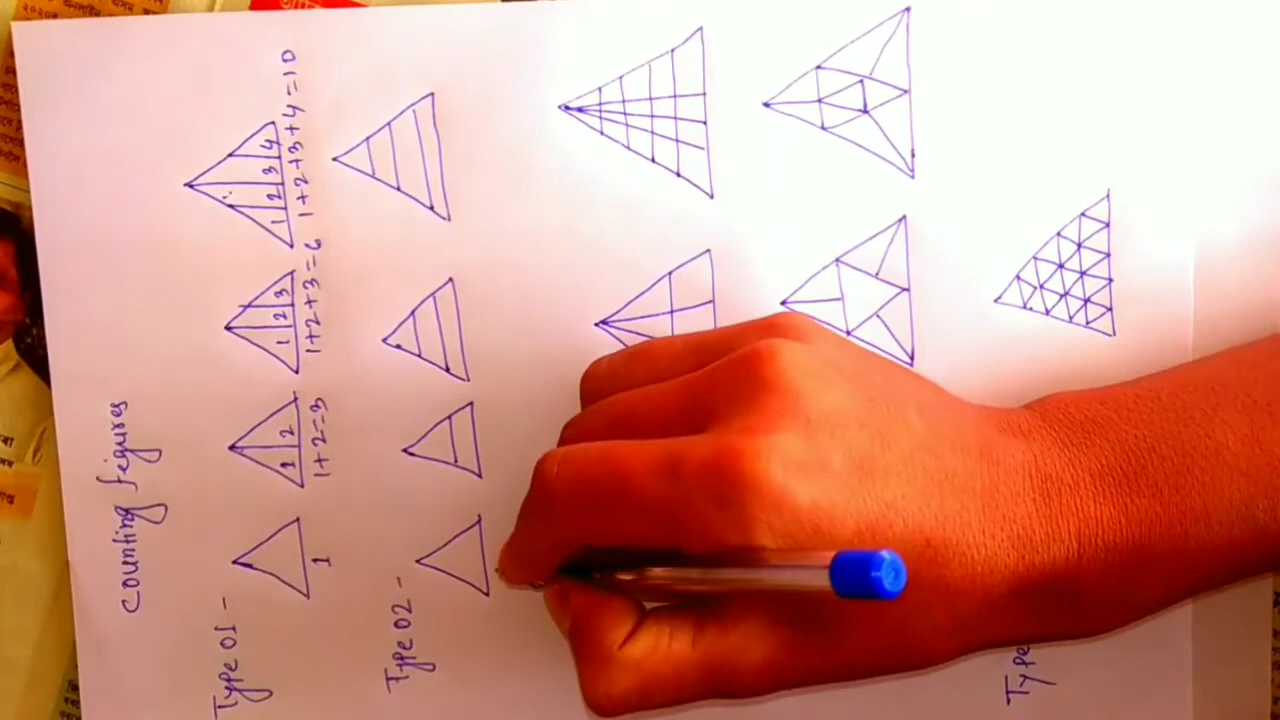 counting figures
Type 01 -
1 2
1 2 3
1 2 3 4
1
1+2=3
1+2+3=6
1+2+3+4=10
Type 02 -
Type